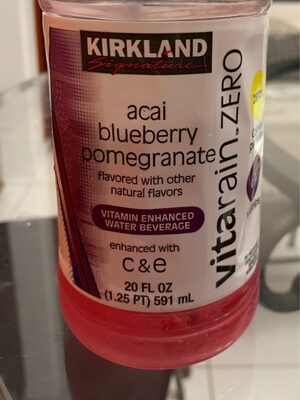 KIRKLAND
Signature
acai
blueberry
pomegranate
flavored with other
natural flavors
VITAMIN ENHANCED
WATER BEVERAGE
enhanced with
c & e
20 FL OZ
(1.25 PT) 591 mL
vitarain™ ZERO